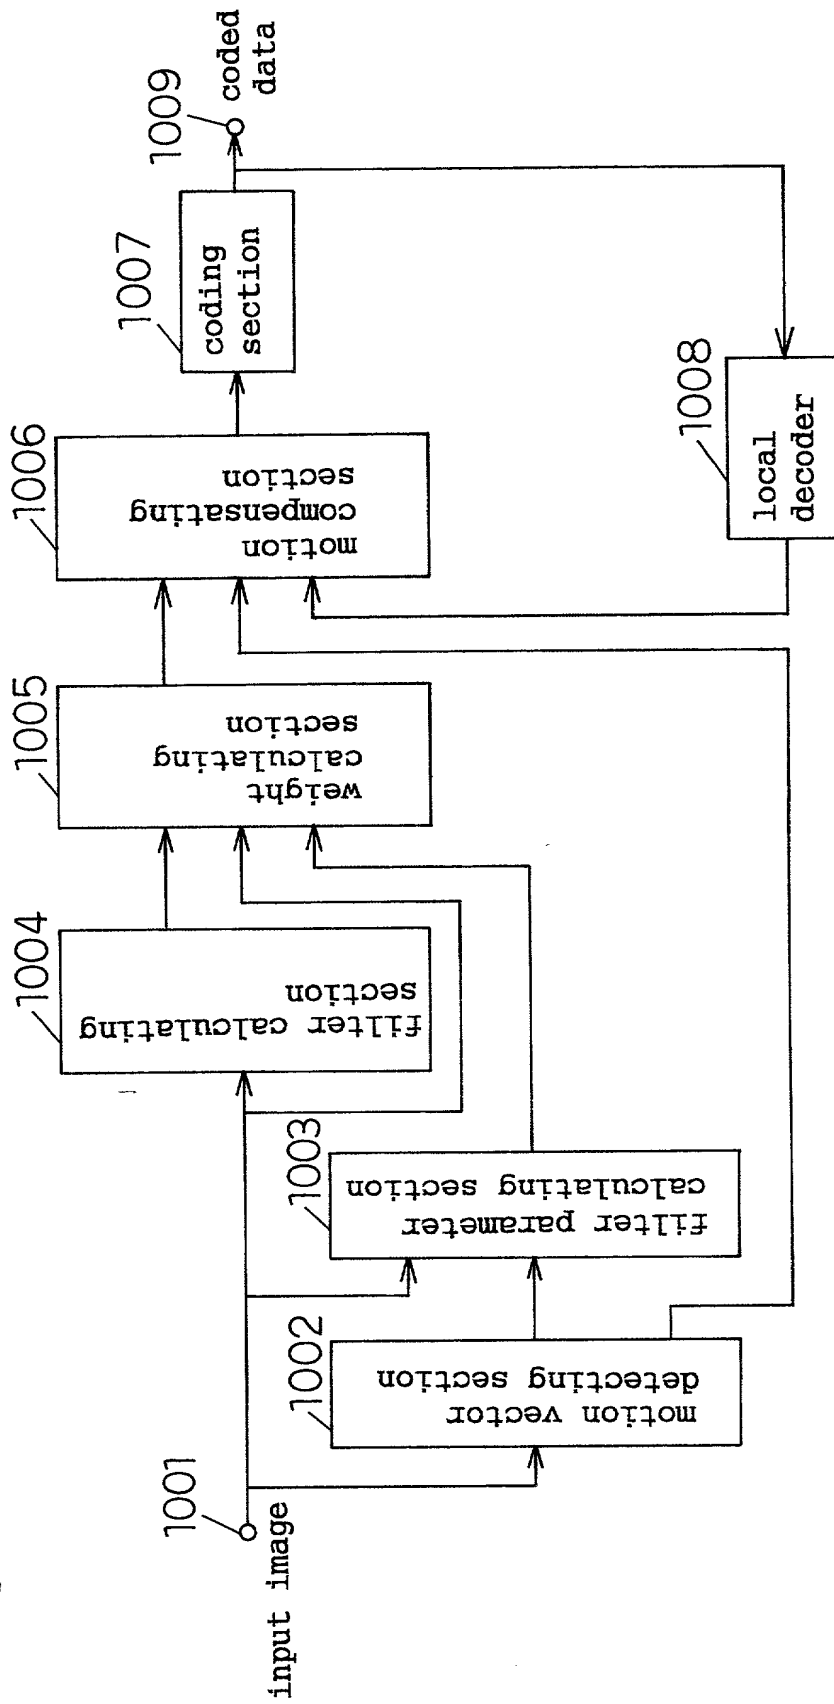 1001
input image
1002
motion vector
detecting section
1003
filter parameter
calculating section
1004
filter calculating
section
1005
weight
calculating
section
1006
motion
compensating
section
1007
coding
section
1008
local
decoder
1009
coded
data